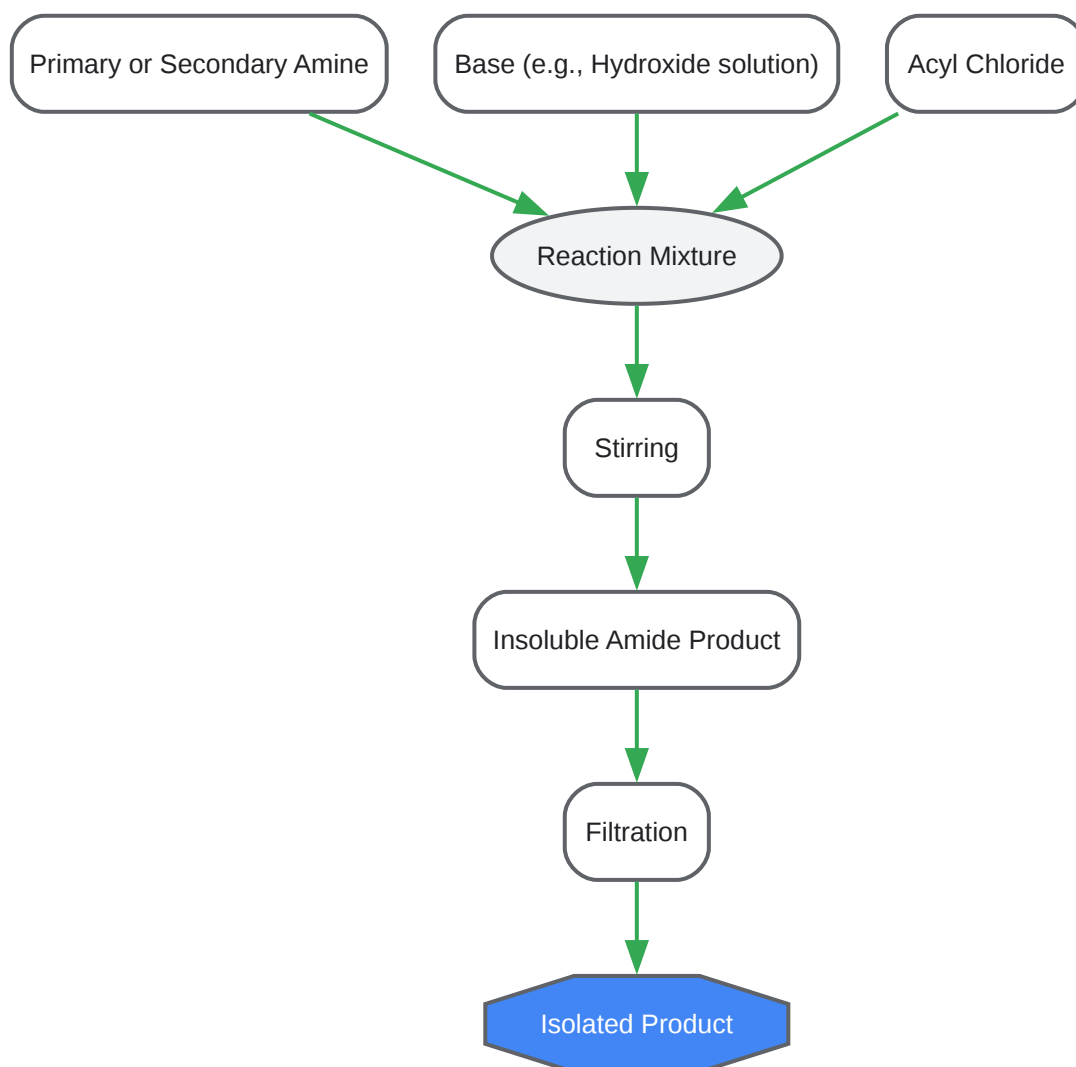 Primary or Secondary Amine
Base (e.g., Hydroxide solution)
Acyl Chloride
Reaction Mixture
Stirring
Insoluble Amide Product
Filtration
Isolated Product